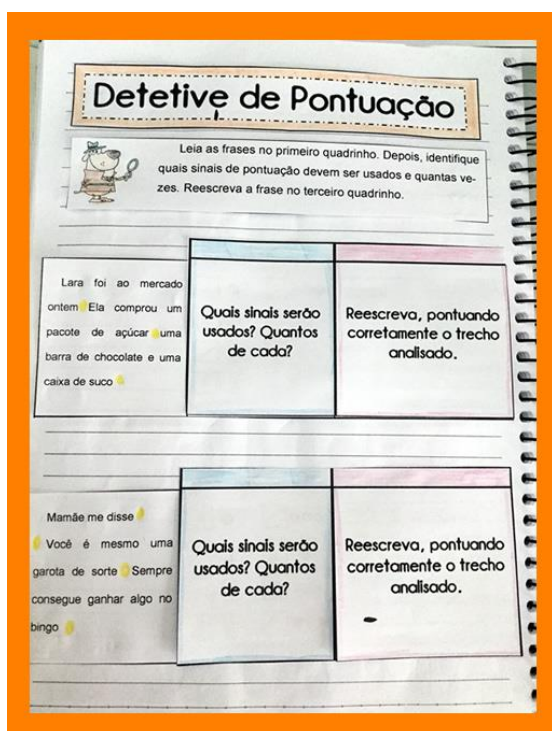 Detetive de Pontuação
Leia as frases no primeiro quadrinho. Depois, identifique
quais sinais de pontuação devem ser usados e quantas ve-
zes. Reescreva a frase no terceiro quadrinho.
Lara foi ao mercado
ontem Ela comprou um
pacote de açúcar uma
barra de chocolate e uma
caixa de suco
Quais sinais serão
usados? Quantos
de cada?
Reescreva, pontuando
corretamente o trecho
analisado.
Mamãe me disse
Você é mesmo uma
garota de sorte Sempre
consegue ganhar algo no
bingo
Quais sinais serão
usados? Quantos
de cada?
Reescreva, pontuando
corretamente o trecho
analisado.